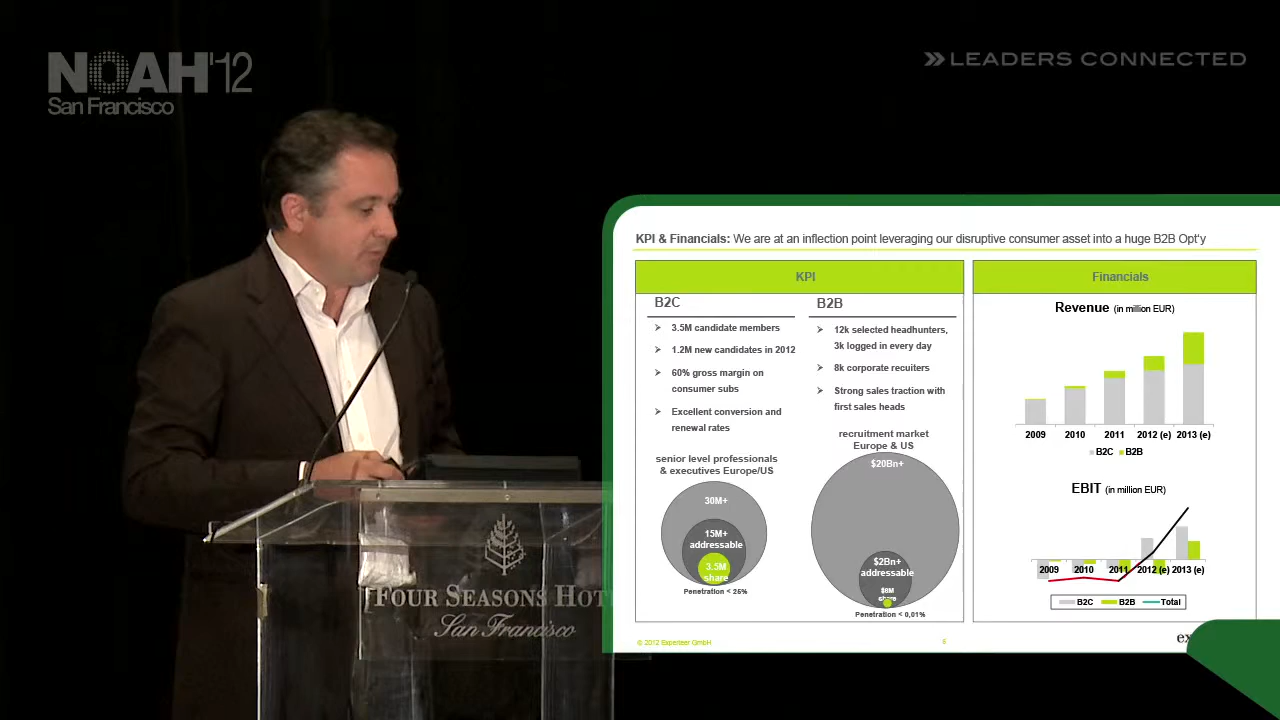 NOAH'12
San Francisco
LEADERS CONNECTED
KPI & Financials: We are at an inflection point leveraging our disruptive consumer asset into a huge B2B Opt'y
KPI
B2C
3.5M candidate members
1.2M new candidates in 2012
60% gross margin on
consumer subs
Excellent conversion and
renewal rates
senior level professionals
& executives Europe/US
30M+
15M+
addressable
3.5M
share
Penetration < 25%
B2B
12k selected headhunters,
3k logged in every day
8k corporate recuiters
Strong sales traction with
first sales heads
recruitment market
Europe & US
$20Bn+
$2Bn+
addressable
share
Penetration < 0,01%
Financials
Revenue (in million EUR)
2009 2010 2011 2012 (e) 2013 (e)
B2C B2B
EBIT (in million EUR)
2009 2010 2011 2012 (e) 2013 (e)
B2C B2B Total
© 2012 Experteer GmbH
FOUR SEASONS HOT
San Francisco